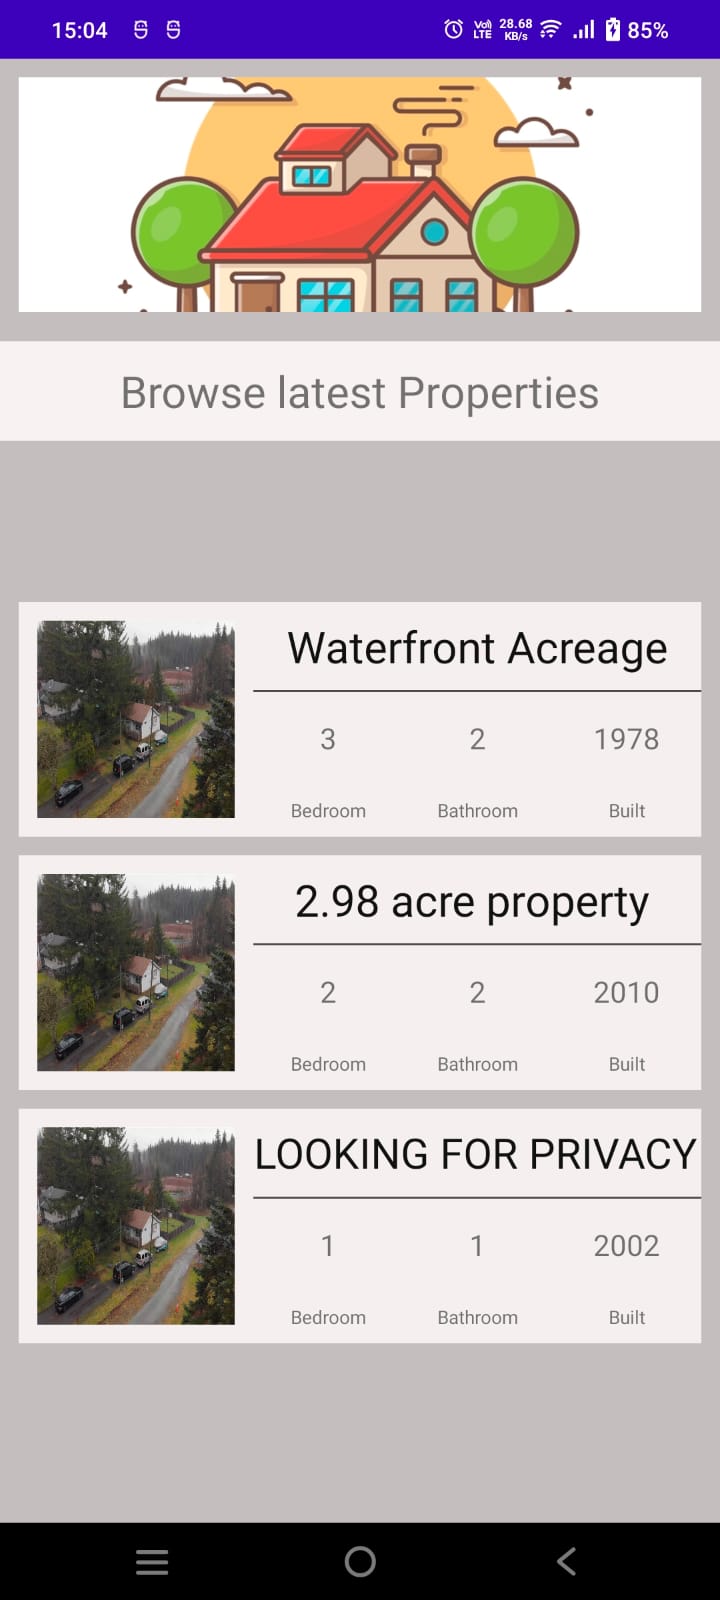 15:04 Vo) LTE 28.68 KB/s 85%
Browse latest Properties
Waterfront Acreage
3 2 1978
Bedroom Bathroom Built
2.98 acre property
2 2 2010
Bedroom Bathroom Built
LOOKING FOR PRIVACY
1 1 2002
Bedroom Bathroom Built